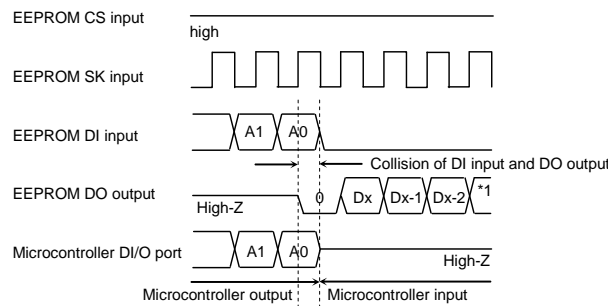 EEPROM CS input
high
EEPROM SK input
EEPROM DI input
A1 A0
Collision of DI input and DO output
EEPROM DO output
High-Z
0 Dx Dx-1 Dx-2 *1
Microcontroller DI/O port
A1 A0
High-Z
Microcontroller output Microcontroller input